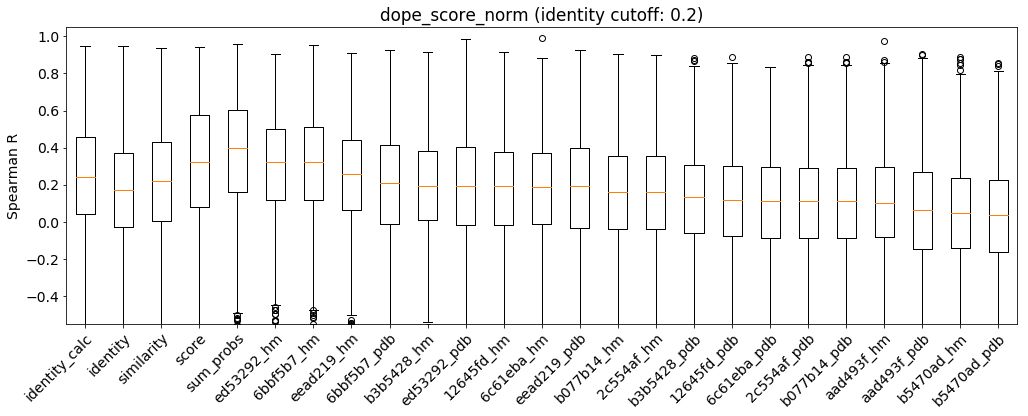 dope_score_norm (identity cutoff: 0.2)
Spearman R
1.0
0.8
0.6
0.4
0.2
0.0
−0.2
−0.4
identity_calc
identity
similarity
score
sum_probs
ed53292_hm
6bbf5b7_hm
eead219_hm
6bbf5b7_pdb
b3b5428_hm
ed53292_pdb
12645fd_hm
6c61eba_hm
eead219_pdb
b077b14_hm
2c554af_hm
b3b5428_pdb
12645fd_pdb
6c61eba_pdb
2c554af_pdb
b077b14_pdb
aad493f_hm
aad493f_pdb
b5470ad_hm
b5470ad_pdb